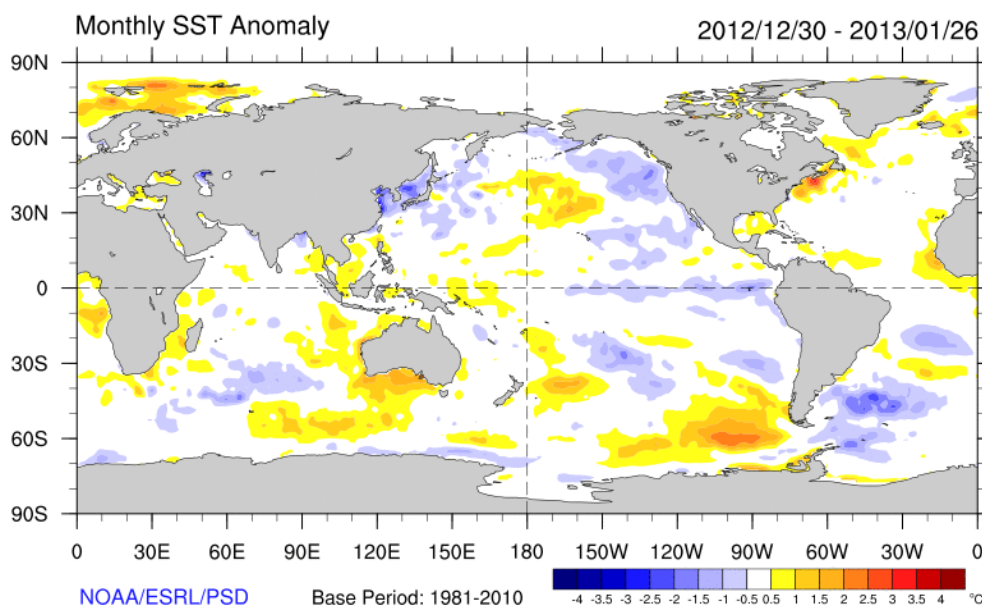 Monthly SST Anomaly 2012/12/30 - 2013/01/26
90N
60N
30N
0
30S
60S
90S
0 30E 60E 90E 120E 150E 180 150W 120W 90W 60W 30W 0
-4 -3.5 -3 -2.5 -2 -1.5 -1 -0.5 0.5 1 1.5 2 2.5 3 3.5 4 °C
NOAA/ESRL/PSD Base Period: 1981-2010